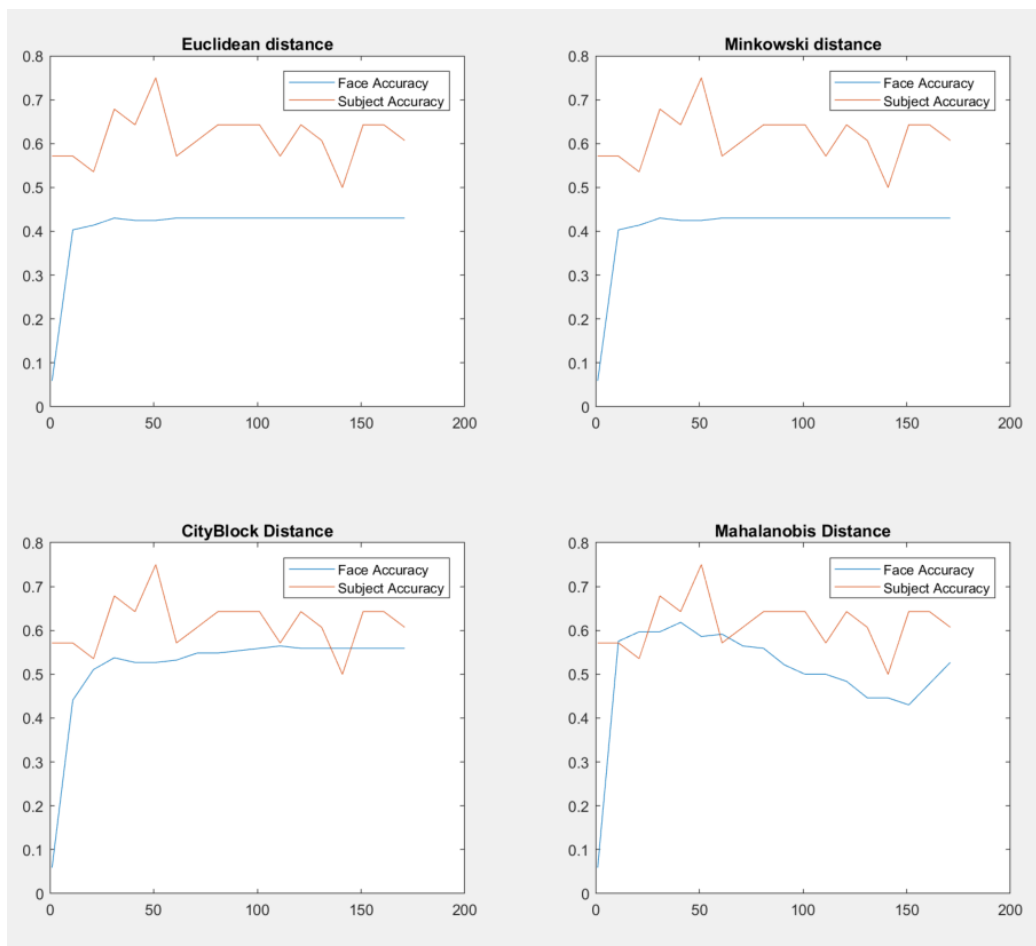 Euclidean distance
0.8
0.7
0.6
0.5
0.4
0.3
0.2
0.1
0
Face Accuracy
Subject Accuracy
0 50 100 150 200
Minkowski distance
0.8
0.7
0.6
0.5
0.4
0.3
0.2
0.1
0
Face Accuracy
Subject Accuracy
0 50 100 150 200
CityBlock Distance
0.8
0.7
0.6
0.5
0.4
0.3
0.2
0.1
0
Face Accuracy
Subject Accuracy
0 50 100 150 200
Mahalanobis Distance
0.8
0.7
0.6
0.5
0.4
0.3
0.2
0.1
0
Face Accuracy
Subject Accuracy
0 50 100 150 200